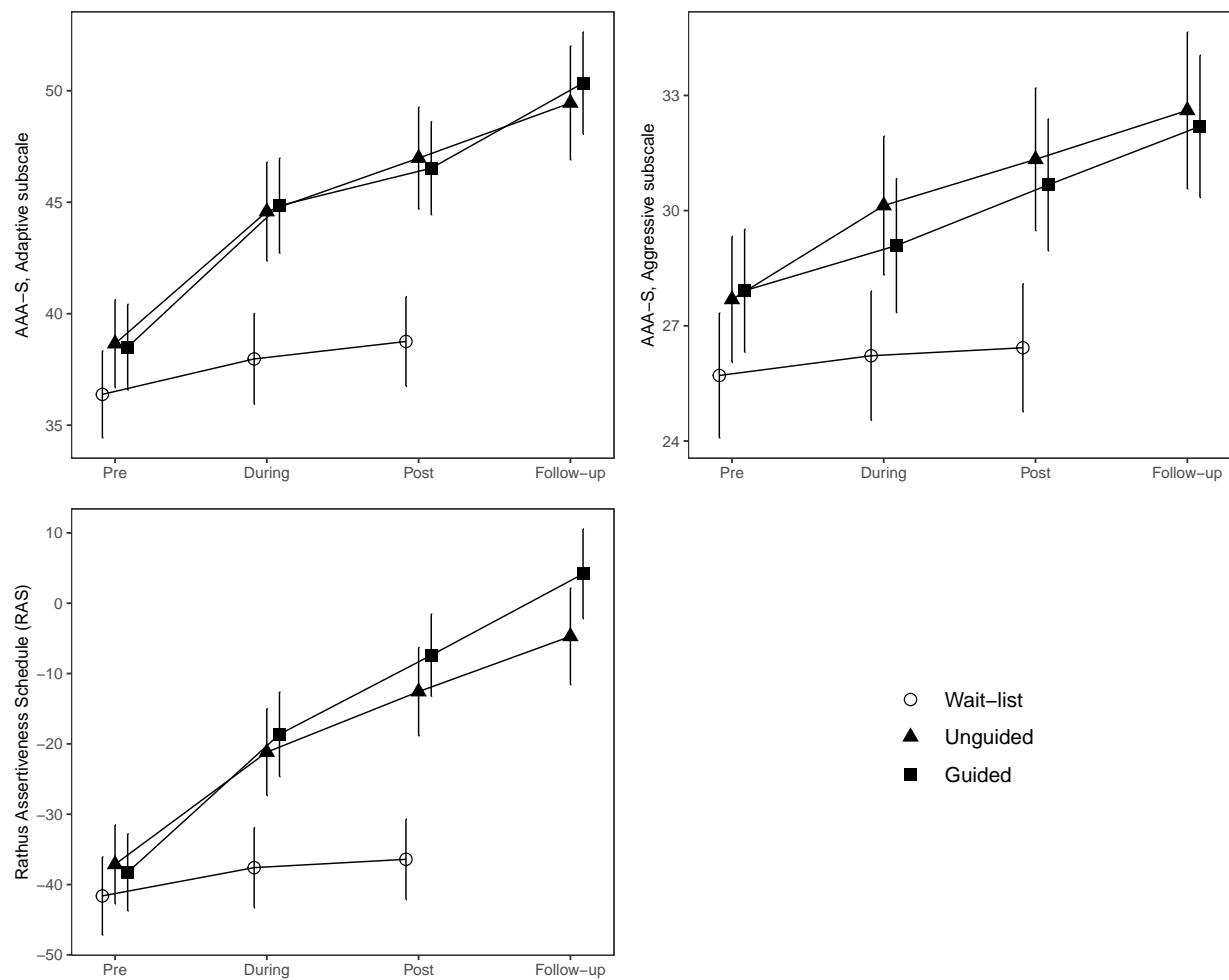 AAA−S, Adaptive subscale
50
45
40
35
Pre During Post Follow−up
AAA−S, Aggressive subscale
33
30
27
24
Pre During Post Follow−up
Rathus Assertiveness Schedule (RAS)
10
0
−10
−20
−30
−40
−50
Pre During Post Follow−up
Wait−list
Unguided
Guided